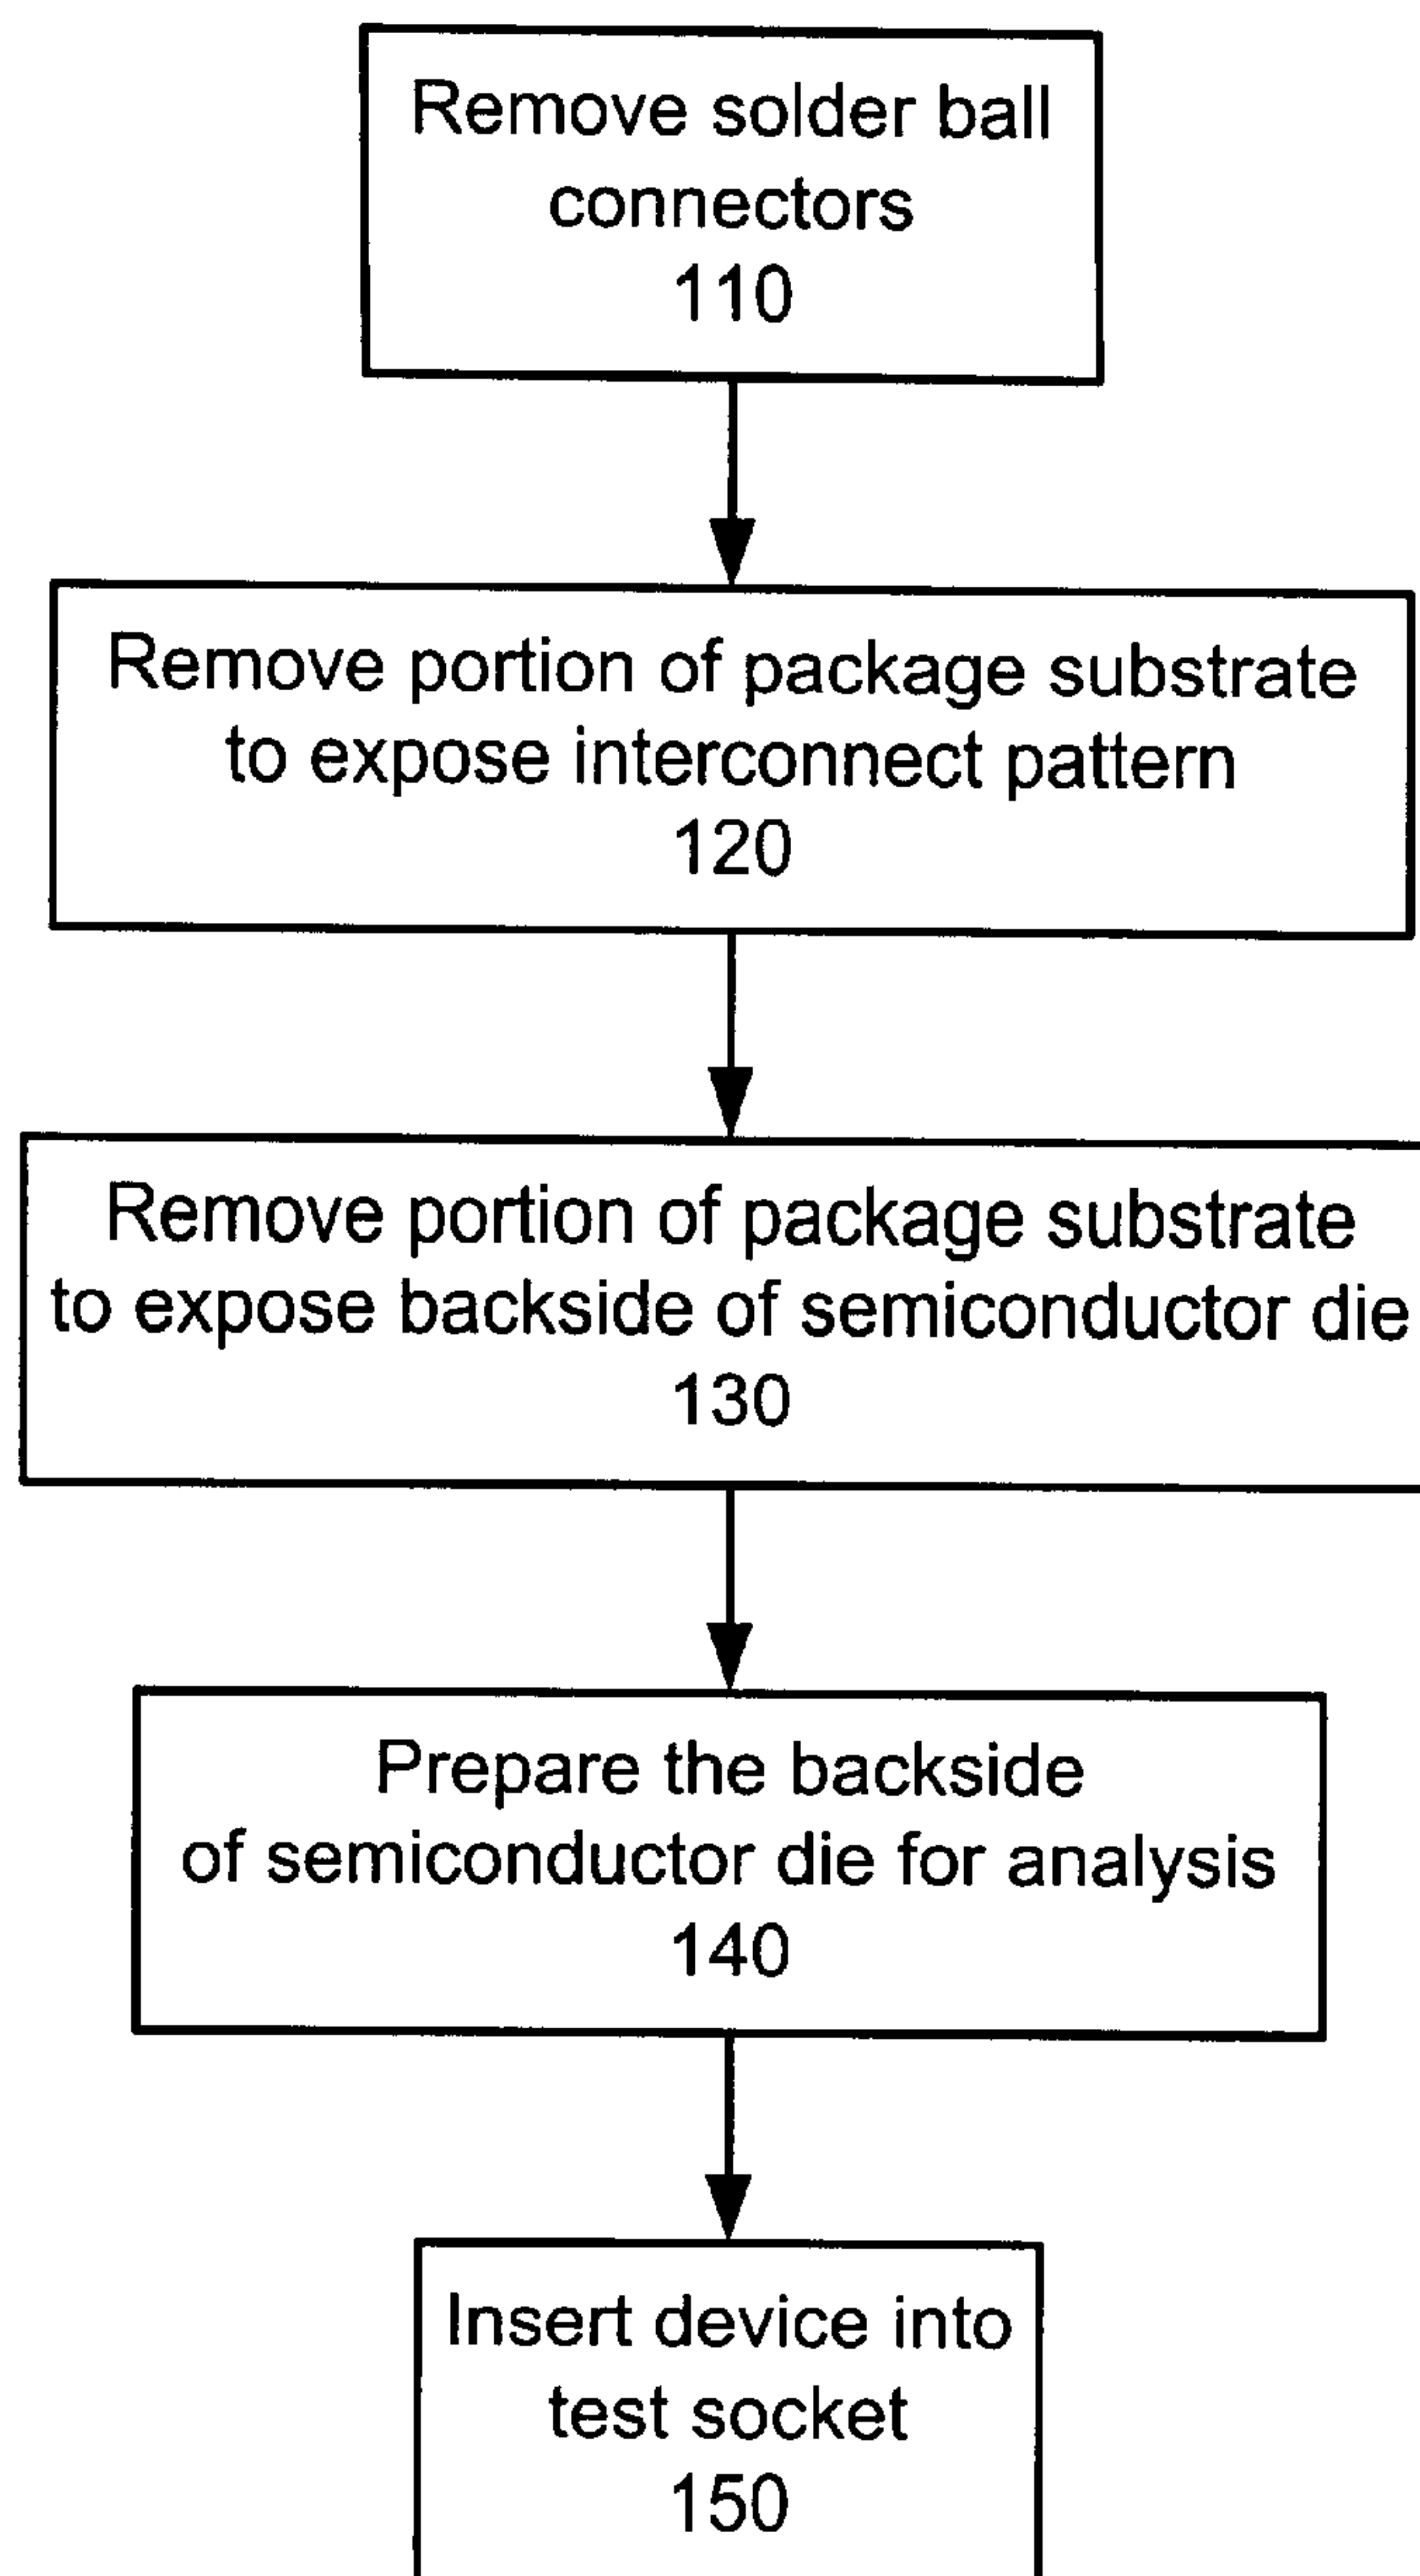 Remove solder ball
connectors
110
Remove portion of package substrate
to expose interconnect pattern
120
Remove portion of package substrate
to expose backside of semiconductor die
130
Prepare the backside
of semiconductor die for analysis
140
Insert device into
test socket
150